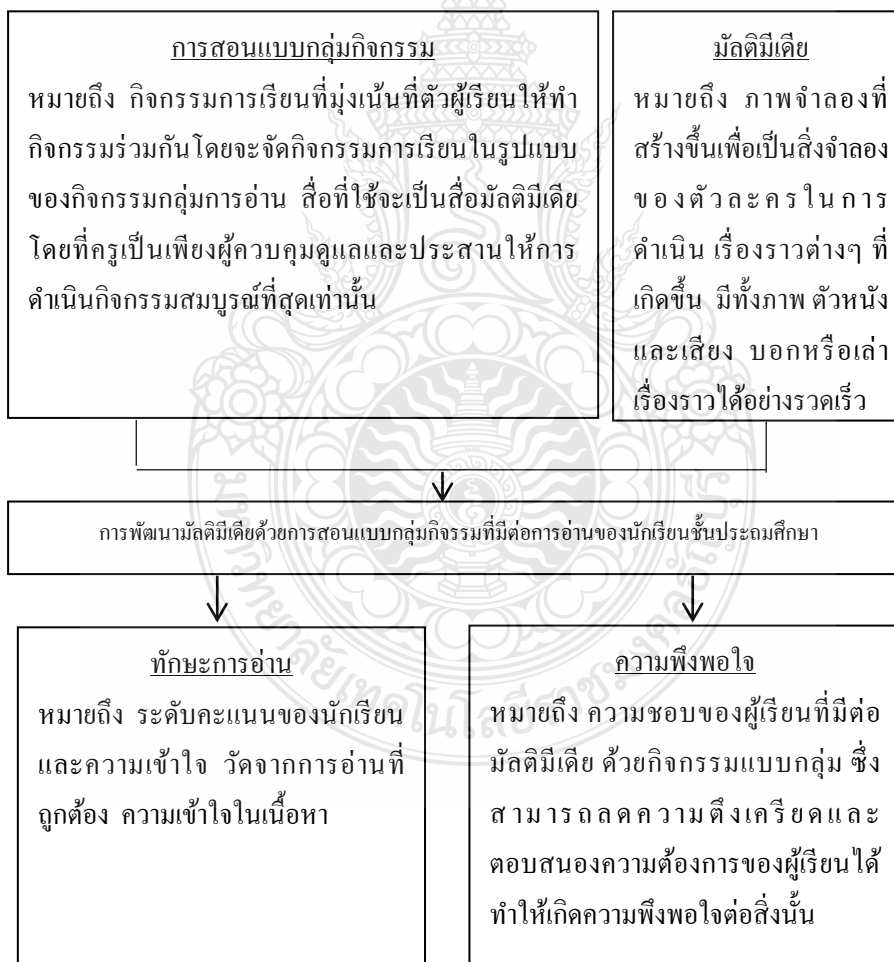 การสอนแบบกลุ่มกิจกรรม
หมายถึง กิจกรรมการเรียนที่มุ่งเน้นที่ตัวผู้เรียนให้ทำ
กิจกรรมร่วมกันโดยจะจัดกิจกรรมการเรียนในรูปแบบ
ของกิจกรรมกลุ่มการอ่าน สื่อที่ใช้จะเป็นสื่อมัลติมีเดีย
โดยที่ครูเป็นเพียงผู้ควบคุมดูแลและประสานให้การ
ดำเนินกิจกรรมสมบูรณ์ที่สุดเท่านั้น
มัลติมีเดีย
หมายถึง ภาพจำลองที่
สร้างขึ้นเพื่อเป็นสิ่งจำลอง
ของตัวละครในการ
ดำเนิน เรื่องราวต่างๆ ที่
เกิดขึ้น มีทั้งภาพ ตัวหนัง
และเสียง บอกหรือเล่า
เรื่องราวได้อย่างรวดเร็ว
การพัฒนามัลติมีเดียด้วยการสอนแบบกลุ่มกิจกรรมที่มีต่อการอ่านของนักเรียนชั้นประถมศึกษา
ทักษะการอ่าน
หมายถึง ระดับคะแนนของนักเรียน
และความเข้าใจ วัดจากการอ่านที่
ถูกต้อง ความเข้าใจในเนื้อหา
ความพึงพอใจ
หมายถึง ความชอบของผู้เรียนที่มีต่อ
มัลติมีเดีย ด้วยกิจกรรมแบบกลุ่ม ซึ่ง
สามารถลดความตึงเครียดและ
ตอบสนองความต้องการของผู้เรียนได้
ทำให้เกิดความพึงพอใจต่อสิ่งนั้น